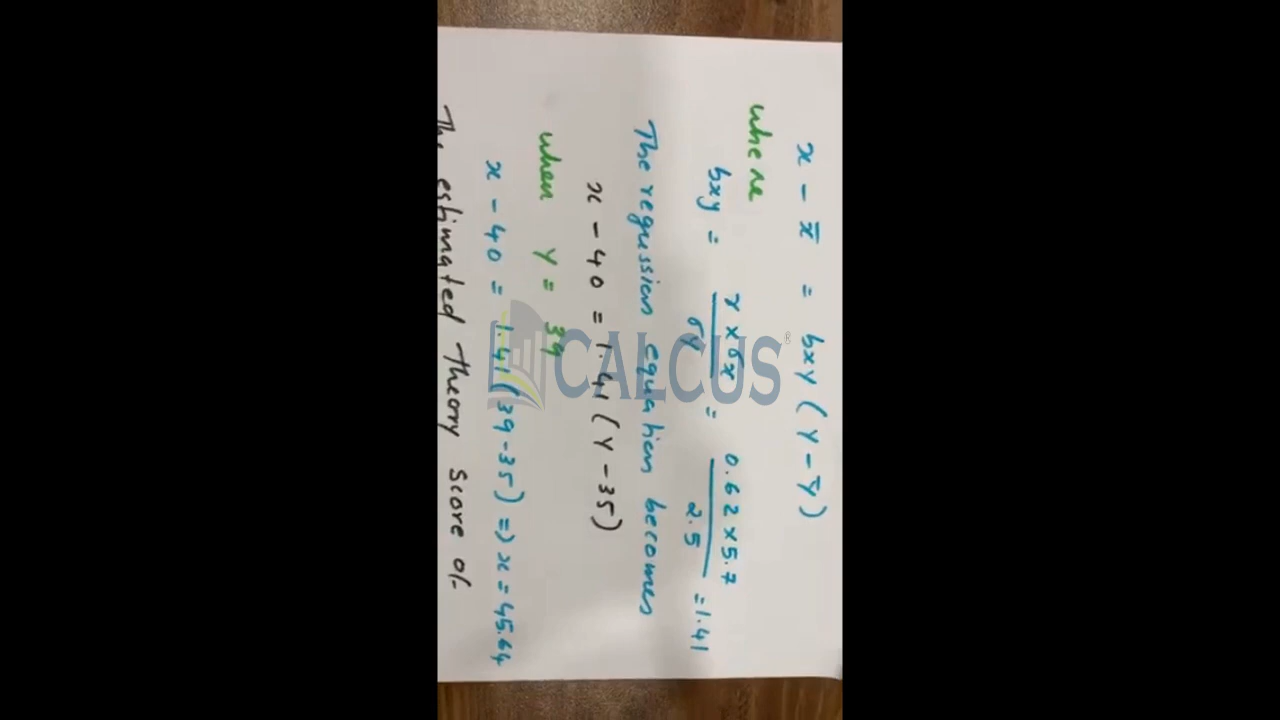 x - x̄ = bxy ( y - ȳ )
where
bxy = r × σx / σy = 0.62 × 5.7 / 2.5 = 1.41
The regression equation becomes
x - 40 = 1.41 ( y - 35 )
when y = 39
x - 40 = 1.41 ( 39 - 35 ) => x = 45.64
The estimated theory score of
CALCUS®